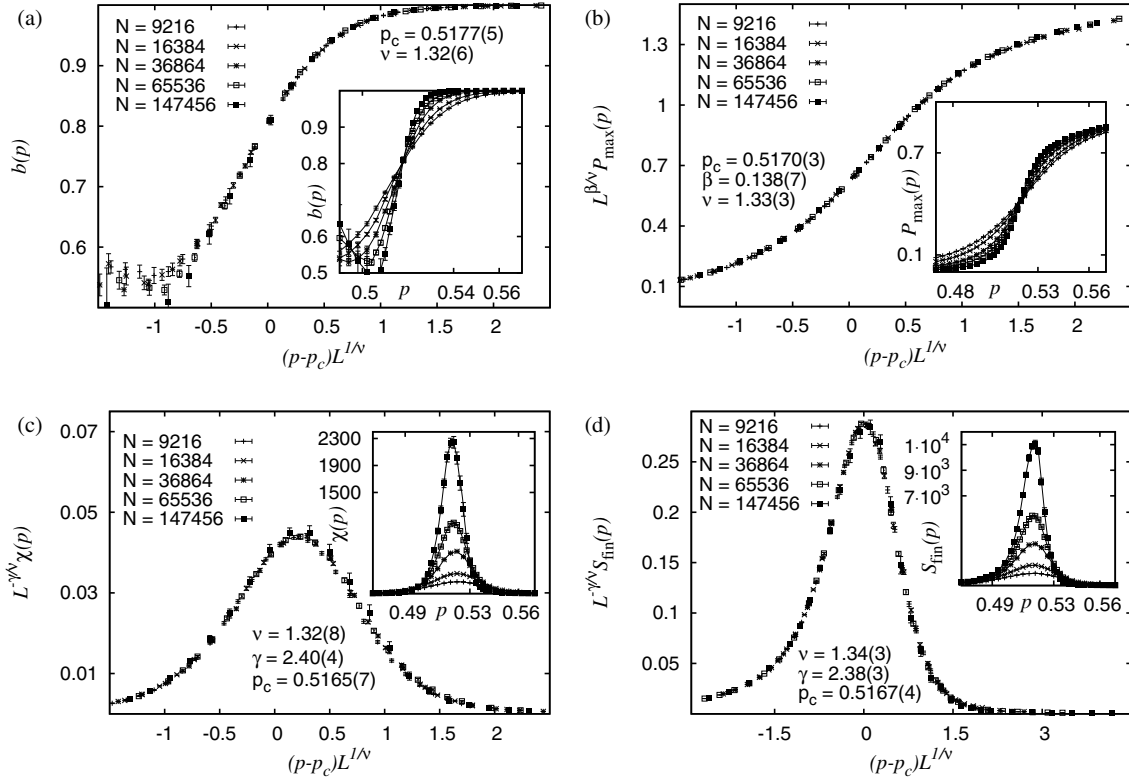 (a)
N = 9216
N = 16384
N = 36864
N = 65536
N = 147456
p_c = 0.5177(5)
ν = 1.32(6)
b(p)
0.9
0.8
0.7
0.6
-1 -0.5 0 0.5 1 1.5 2
(p-p_c)L^{1/ν}
b(p)
0.9
0.8
0.7
0.6
0.5
0.5 p 0.54 0.56
(b)
N = 9216
N = 16384
N = 36864
N = 65536
N = 147456
p_c = 0.5170(3)
β = 0.138(7)
ν = 1.33(3)
L^{β/ν}P_max(p)
1.3
1
0.7
0.4
0.1
-1 -0.5 0 0.5 1 1.5 2
(p-p_c)L^{1/ν}
P_max(p)
0.7
0.1
0.48 p 0.53 0.56
(c)
N = 9216
N = 16384
N = 36864
N = 65536
N = 147456
ν = 1.32(8)
γ = 2.40(4)
p_c = 0.5165(7)
L^{-γ/ν}χ(p)
0.07
0.05
0.03
0.01
-1 -0.5 0 0.5 1 1.5 2
(p-p_c)L^{1/ν}
χ(p)
2300
1900
1500
0.49 p 0.53 0.56
(d)
N = 9216
N = 16384
N = 36864
N = 65536
N = 147456
ν = 1.34(3)
γ = 2.38(3)
p_c = 0.5167(4)
L^{-γ/ν}S_fin(p)
0.25
0.2
0.15
0.1
0.05
-1.5 0 1.5 3
(p-p_c)L^{1/ν}
S_fin(p)
1·10^4
9·10^3
7·10^3
0.49 p 0.53 0.56